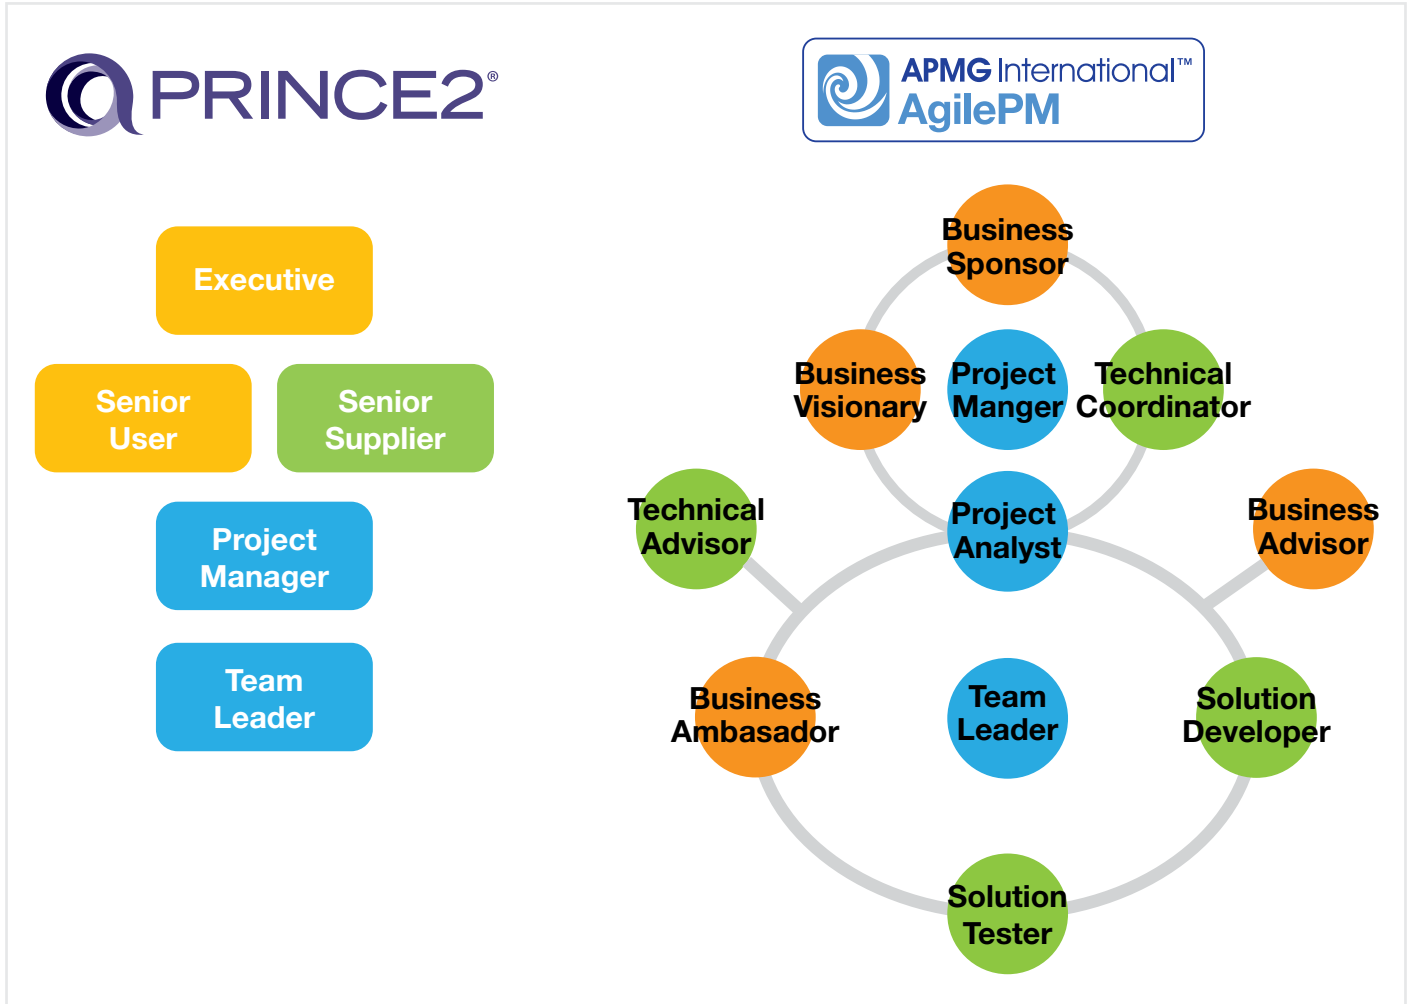 PRINCE2®
APMG International™
AgilePM
Executive
Senior
User
Senior
Supplier
Project
Manager
Team
Leader
Business
Sponsor
Business
Visionary
Project
Manger
Technical
Coordinator
Technical
Advisor
Project
Analyst
Business
Advisor
Business
Ambasador
Team
Leader
Solution
Developer
Solution
Tester